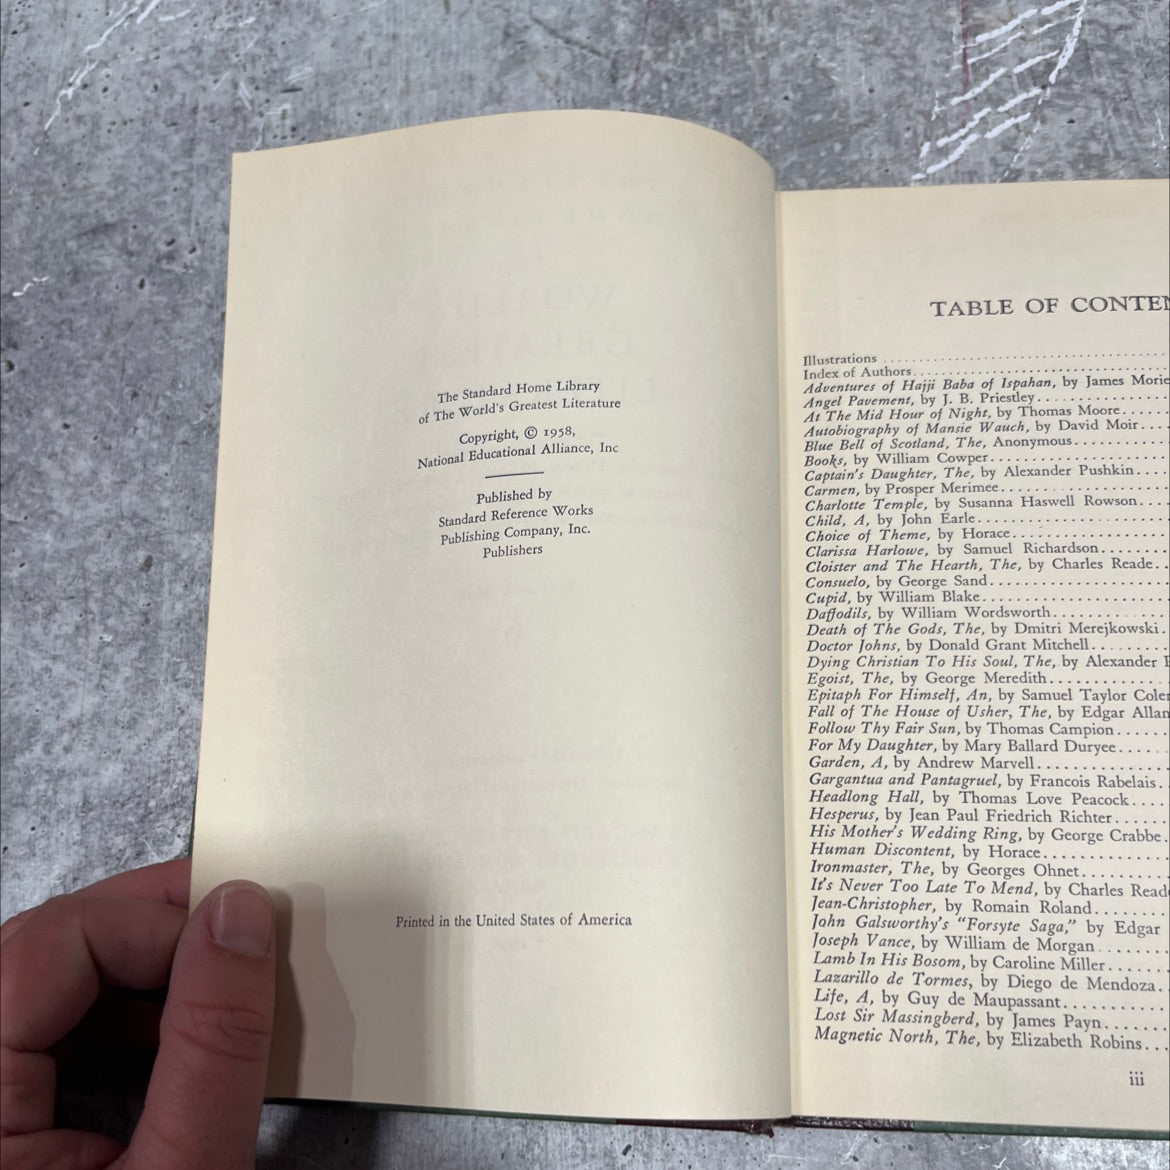 The Standard Home Library
of The World's Greatest Literature
Copyright, © 1958,
National Educational Alliance, Inc
Published by
Standard Reference Works
Publishing Company, Inc.
Publishers
Printed in the United States of America
TABLE OF CONTEN
Illustrations
Index of Authors
Adventures of Hajji Baba of Ispahan, by James Morie
Angel Pavement, by J. B. Priestley
At The Mid Hour of Night, by Thomas Moore
Autobiography of Mansie Wauch, by David Moir
Blue Bell of Scotland, The, Anonymous
Books, by William Cowper
Captain's Daughter, The, by Alexander Pushkin
Carmen, by Prosper Merimee
Charlotte Temple, by Susanna Haswell Rowson
Child, A, by John Earle
Choice of Theme, by Horace
Clarissa Harlowe, by Samuel Richardson
Cloister and The Hearth, The, by Charles Reade
Consuelo, by George Sand
Cupid, by William Blake
Daffodils, by William Wordsworth
Death of The Gods, The, by Dmitri Merejkowski
Doctor Johns, by Donald Grant Mitchell
Dying Christian To His Soul, The, by Alexander
Egoist, The, by George Meredith
Epitaph For Himself, An, by Samuel Taylor Coler
Fall of The House of Usher, The, by Edgar Allan
Follow Thy Fair Sun, by Thomas Campion
For My Daughter, by Mary Ballard Duryee
Garden, A, by Andrew Marvell
Gargantua and Pantagruel, by Francois Rabelais
Headlong Hall, by Thomas Love Peacock
Hesperus, by Jean Paul Friedrich Richter
His Mother's Wedding Ring, by George Crabbe
Human Discontent, by Horace
Ironmaster, The, by Georges Ohnet
It's Never Too Late To Mend, by Charles Reade
Jean-Christopher, by Romain Roland
John Galsworthy's "Forsyte Saga," by Edgar
Joseph Vance, by William de Morgan
Lamb In His Bosom, by Caroline Miller
Lazarillo de Tormes, by Diego de Mendoza
Life, A, by Guy de Maupassant
Lost Sir Massingberd, by James Payn
Magnetic North, The, by Elizabeth Robins
iii